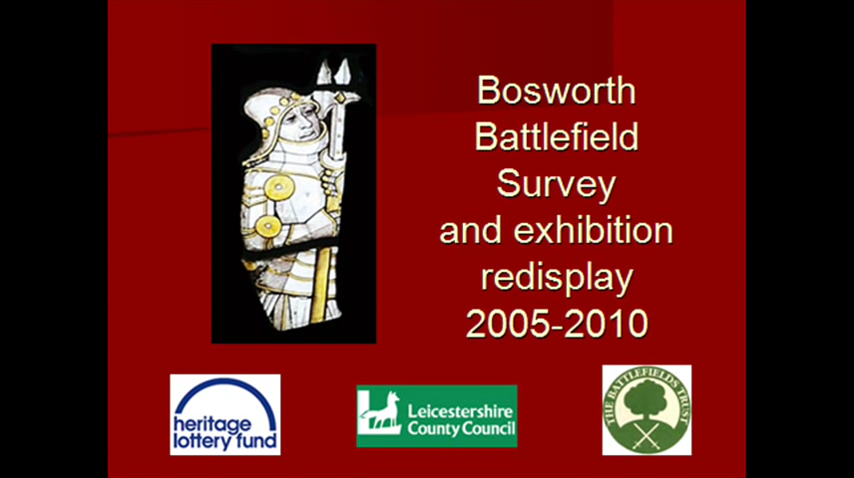 Bosworth
Battlefield
Survey
and exhibition
redisplay
2005-2010
heritage
lottery fund
Leicestershire
County Council
THE BATTLEFIELDS TRUST